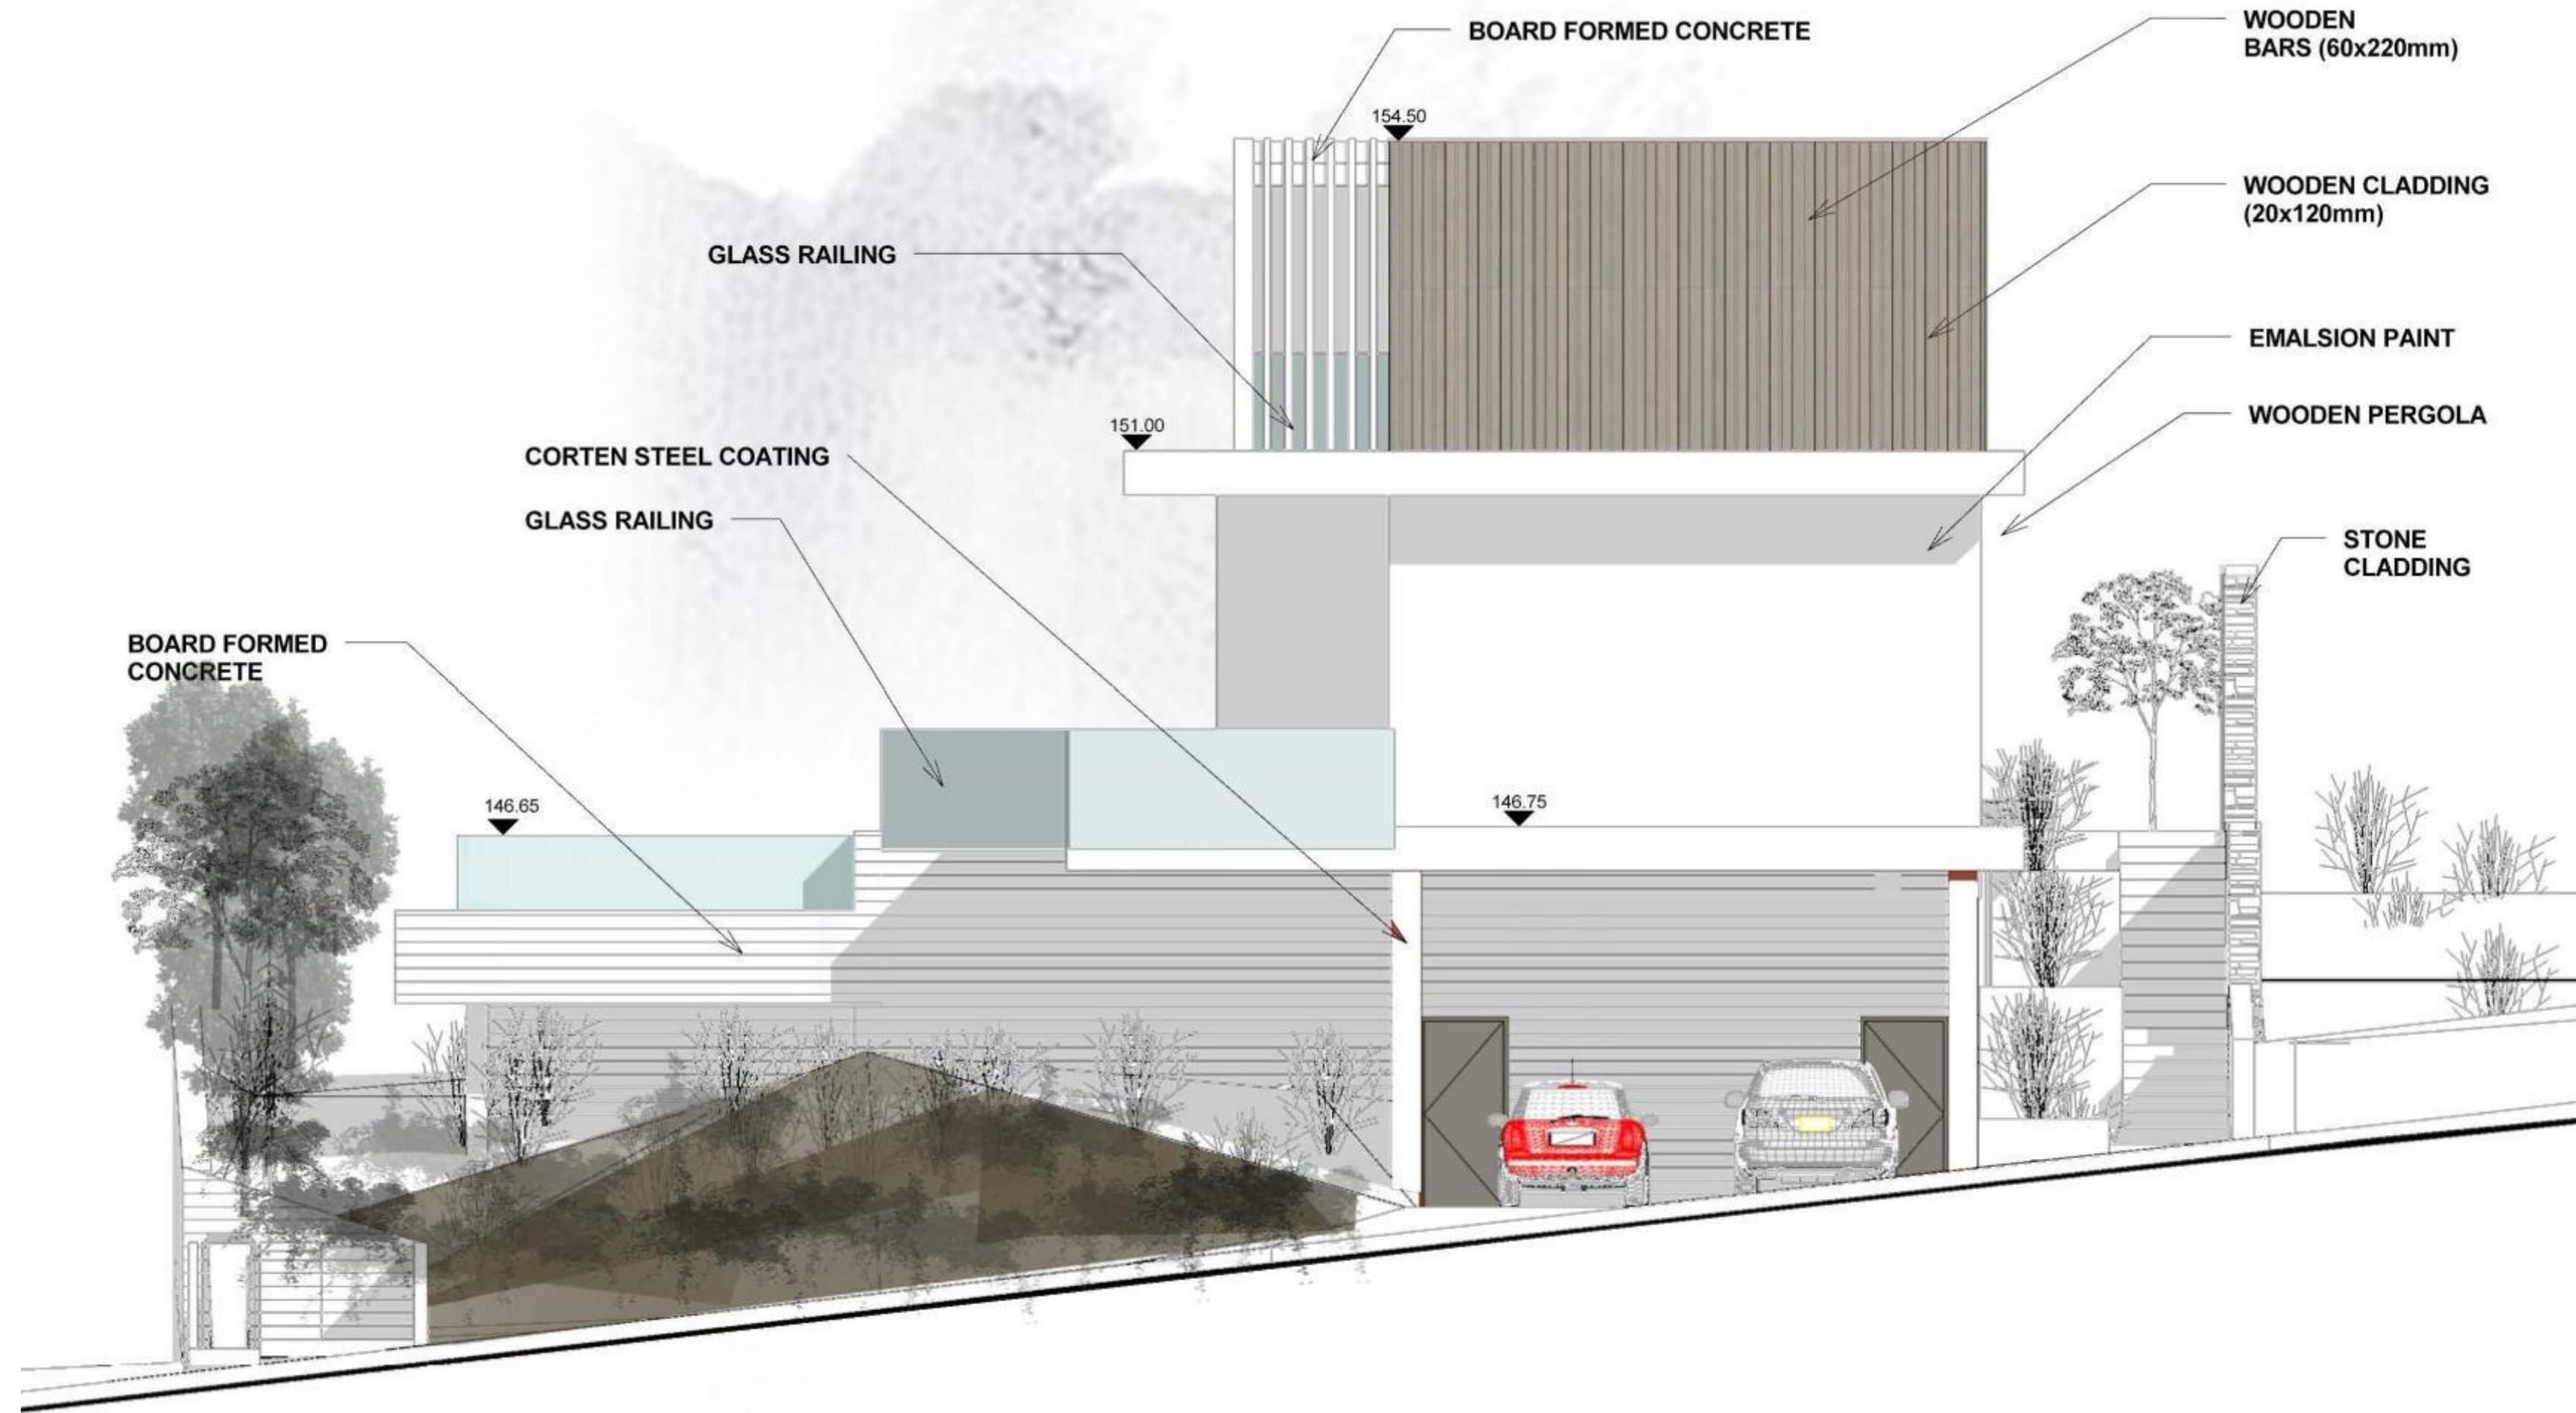 BOARD FORMED CONCRETE
WOODEN
BARS (60x220mm)
154.50
WOODEN CLADDING
(20x120mm)
GLASS RAILING
EMALSION PAINT
WOODEN PERGOLA
151.00
CORTEN STEEL COATING
GLASS RAILING
STONE
CLADDING
BOARD FORMED
CONCRETE
146.65
146.75